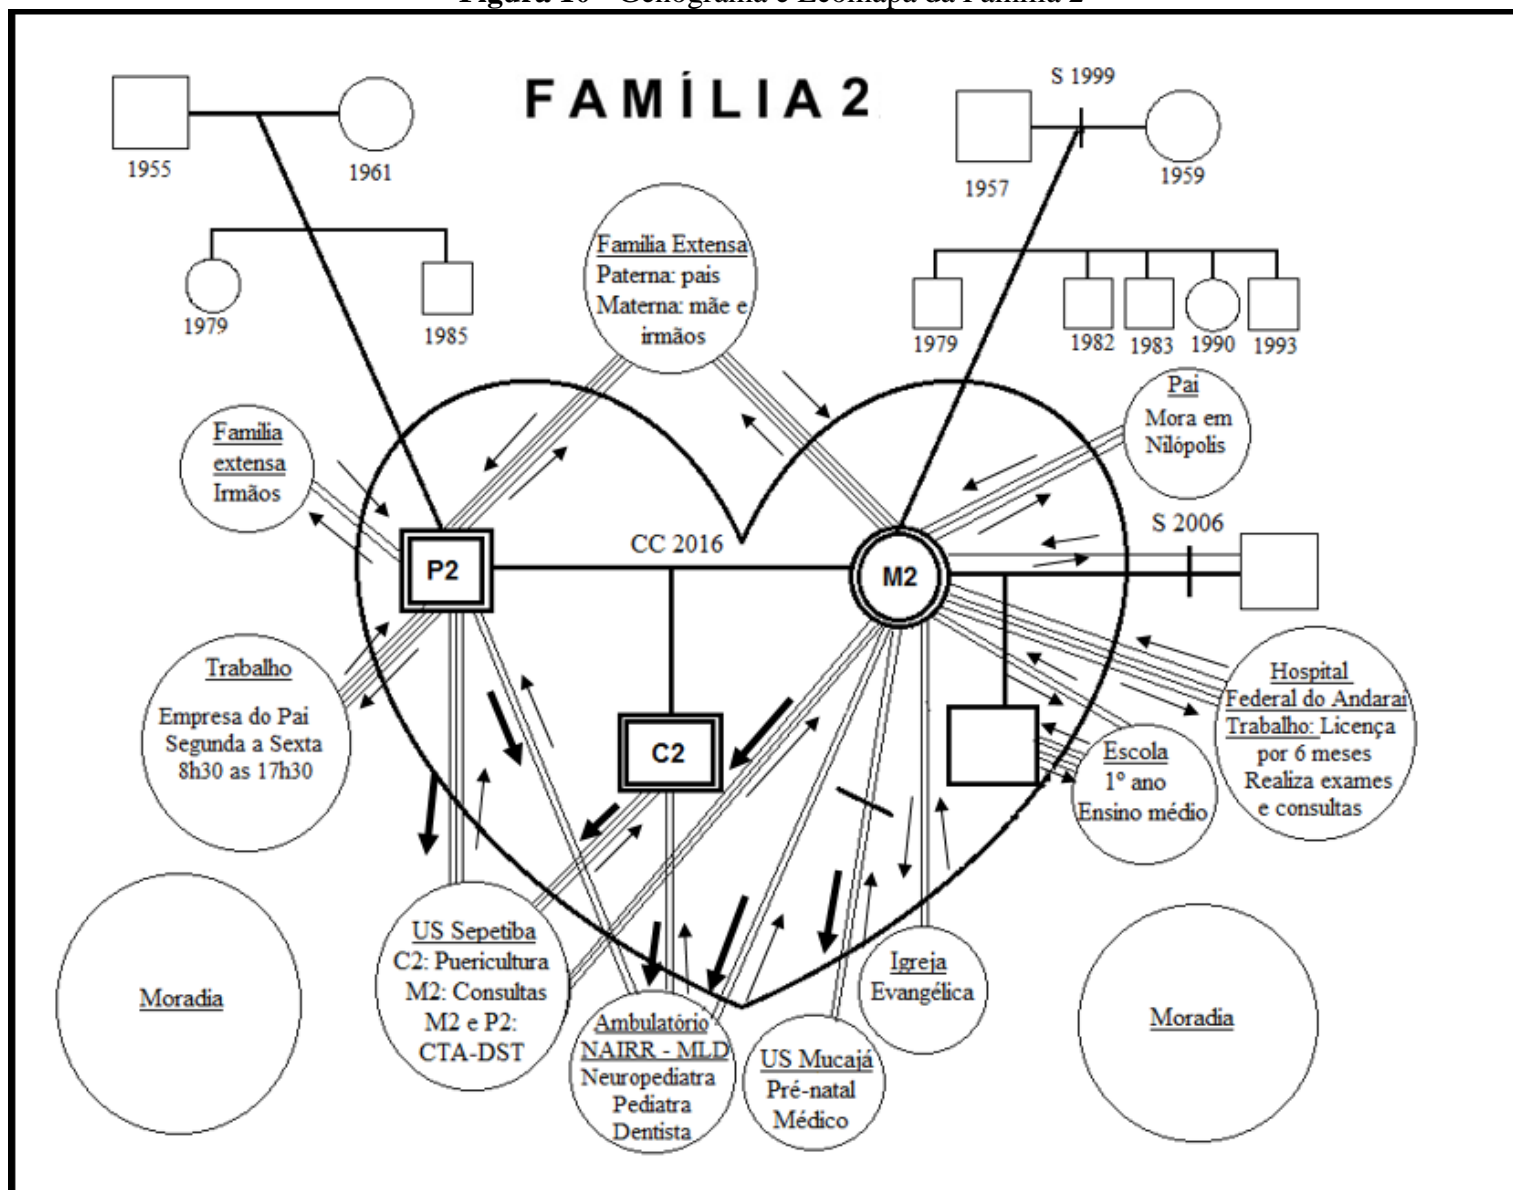 Figura 10 - Genograma e Ecomapa da Família 2
FAMÍLIA 2
1955
1961
S 1999
1957
1959
1979
1985
Familia Extensa
Paterna: pais
Materna: mãe e
irmãos
1979
1982
1983
1990
1993
Pai
Mora em
Nilópolis
Familia
extensa
Irmãos
P2
CC 2016
M2
S 2006
Trabalho
Empresa do Pai
Segunda a Sexta
8h30 as 17h30
C2
Escola
1º ano
Ensino médio
Hospital
Federal do Andarai
Trabalho: Licença
por 6 meses
Realiza exames
e consultas
Moradia
US Sepetiba
C2: Puericultura
M2: Consultas
M2 e P2:
CTA-DST
Ambulatório
NAIRR - MLD
Neuropediatra
Pediatra
Dentista
US Mucajá
Pré-natal
Médico
Igreja
Evangélica
Moradia